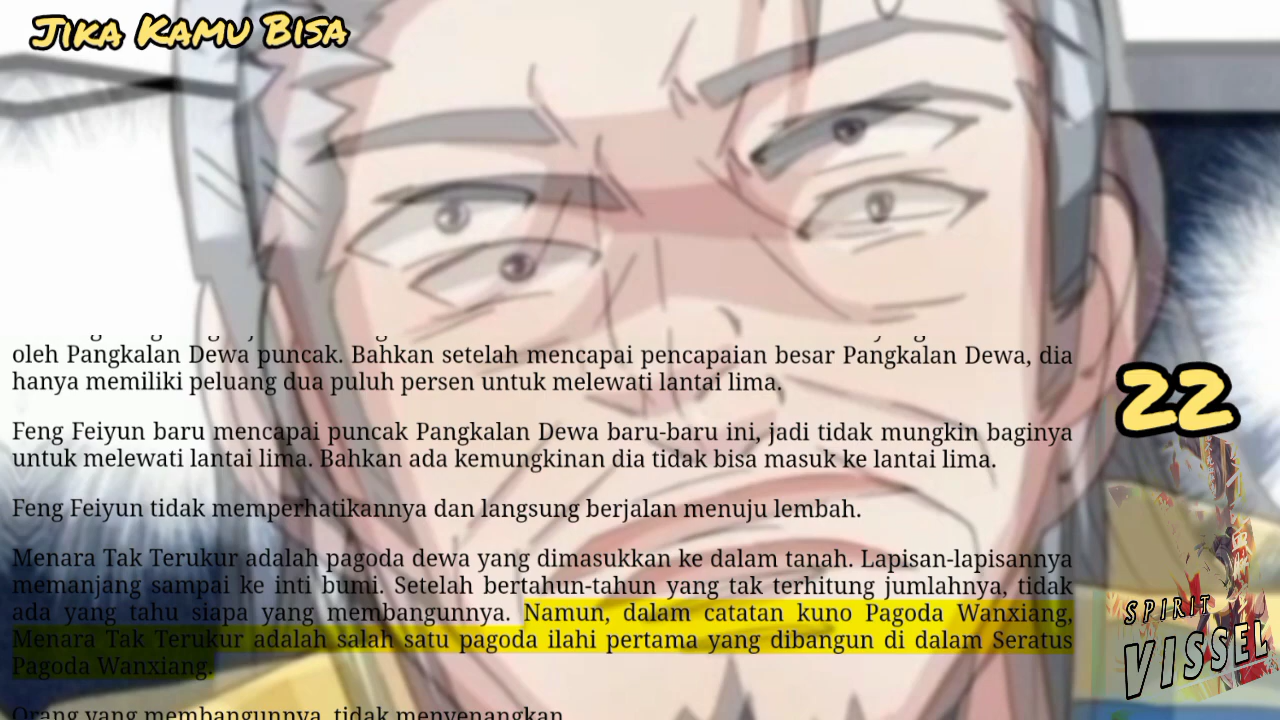 Jika Kamu Bisa
oleh Pangkalan Dewa puncak. Bahkan setelah mencapai pencapaian besar Pangkalan Dewa, dia
hanya memiliki peluang dua puluh persen untuk melewati lantai lima.
Feng Feiyun baru mencapai puncak Pangkalan Dewa baru-baru ini, jadi tidak mungkin baginya
untuk melewati lantai lima. Bahkan ada kemungkinan dia tidak bisa masuk ke lantai lima.
Feng Feiyun tidak memperhatikannya dan langsung berjalan menuju lembah.
Menara Tak Terukur adalah pagoda dewa yang dimasukkan ke dalam tanah. Lapisan-lapisannya
memanjang sampai ke inti bumi. Setelah bertahun-tahun yang tak terhitung jumlahnya, tidak
ada yang tahu siapa yang membangunnya. Namun, dalam catatan kuno Pagoda Wanxiang,
Menara Tak Terukur adalah salah satu pagoda ilahi pertama yang dibangun di dalam Seratus
Pagoda Wanxiang.
Orang yang membangunnya, tidak menyenangkan
22
SPIRIT
VISSEL